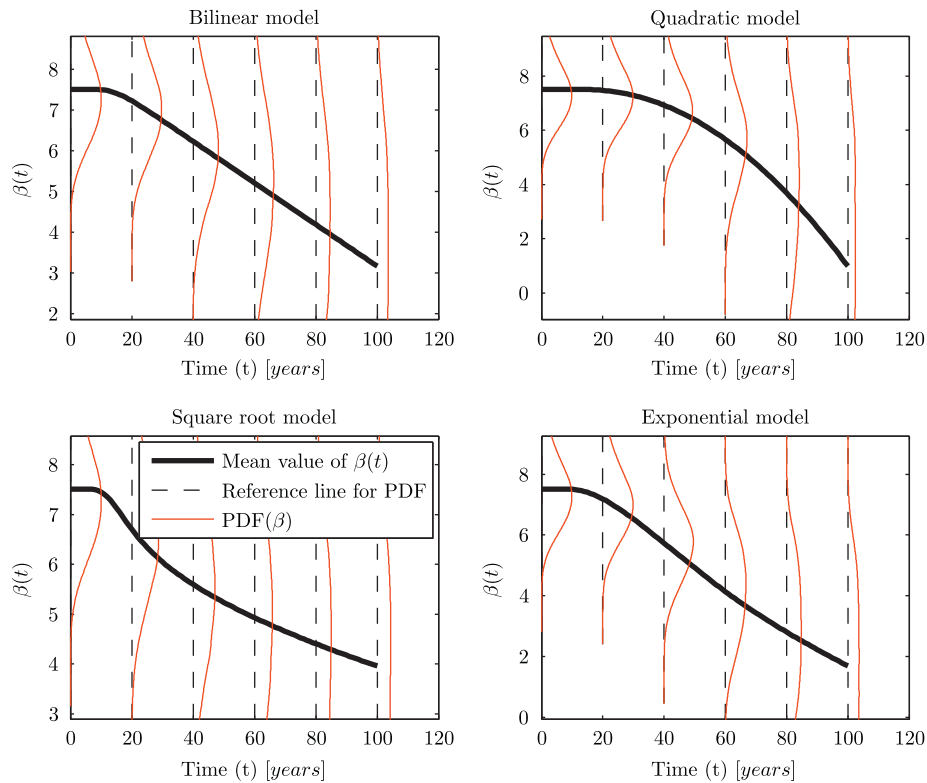 Bilinear model
8
7
6
5
4
3
2
β(t)
0 20 40 60 80 100 120
Time (t) [years]
Quadratic model
8
6
4
2
0
β(t)
0 20 40 60 80 100 120
Time (t) [years]
Square root model
8
7
6
5
4
3
β(t)
Mean value of β(t)
Reference line for PDF
PDF(β)
0 20 40 60 80 100 120
Time (t) [years]
Exponential model
8
6
4
2
0
β(t)
0 20 40 60 80 100 120
Time (t) [years]